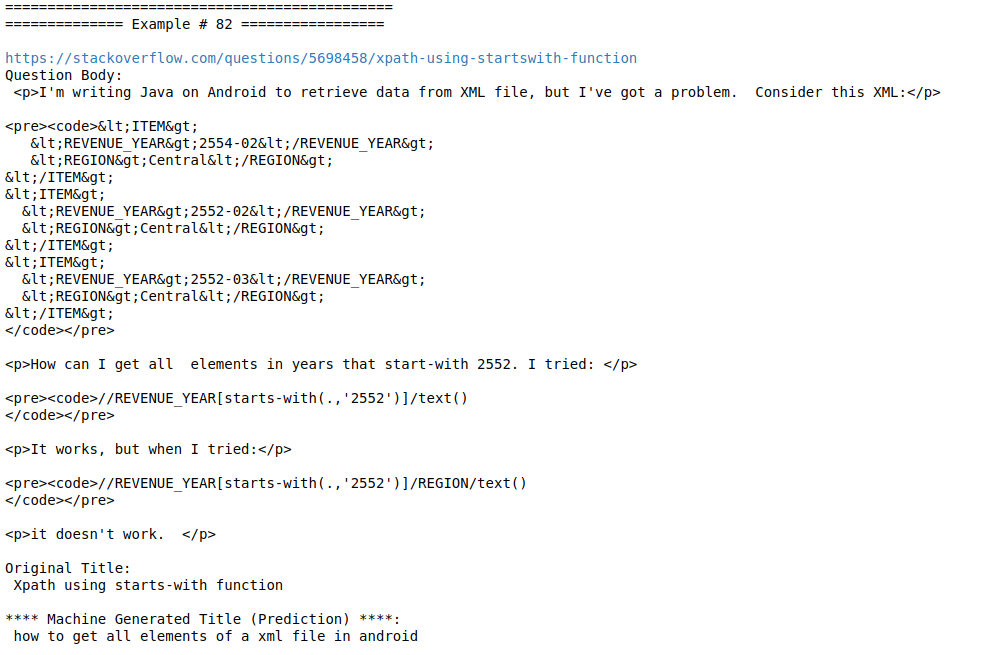 ==============================================
============== Example # 82 =================
https://stackoverflow.com/questions/5698458/xpath-using-startswith-function
Question Body:
<p>I'm writing Java on Android to retrieve data from XML file, but I've got a problem.  Consider this XML:</p>
<pre><code>&lt;ITEM&gt;
&lt;REVENUE_YEAR&gt;2554-02&lt;/REVENUE_YEAR&gt;
&lt;REGION&gt;Central&lt;/REGION&gt;
&lt;/ITEM&gt;
&lt;ITEM&gt;
&lt;REVENUE_YEAR&gt;2552-02&lt;/REVENUE_YEAR&gt;
&lt;REGION&gt;Central&lt;/REGION&gt;
&lt;/ITEM&gt;
&lt;ITEM&gt;
&lt;REVENUE_YEAR&gt;2552-03&lt;/REVENUE_YEAR&gt;
&lt;REGION&gt;Central&lt;/REGION&gt;
&lt;/ITEM&gt;
</code></pre>
<p>How can I get all  elements in years that start-with 2552. I tried: </p>
<pre><code>//REVENUE_YEAR[starts-with(.,'2552')]/text()
</code></pre>
<p>It works, but when I tried:</p>
<pre><code>//REVENUE_YEAR[starts-with(.,'2552')]/REGION/text()
</code></pre>
<p>it doesn't work.  </p>
Original Title:
Xpath using starts-with function
**** Machine Generated Title (Prediction) ****:
how to get all elements of a xml file in android